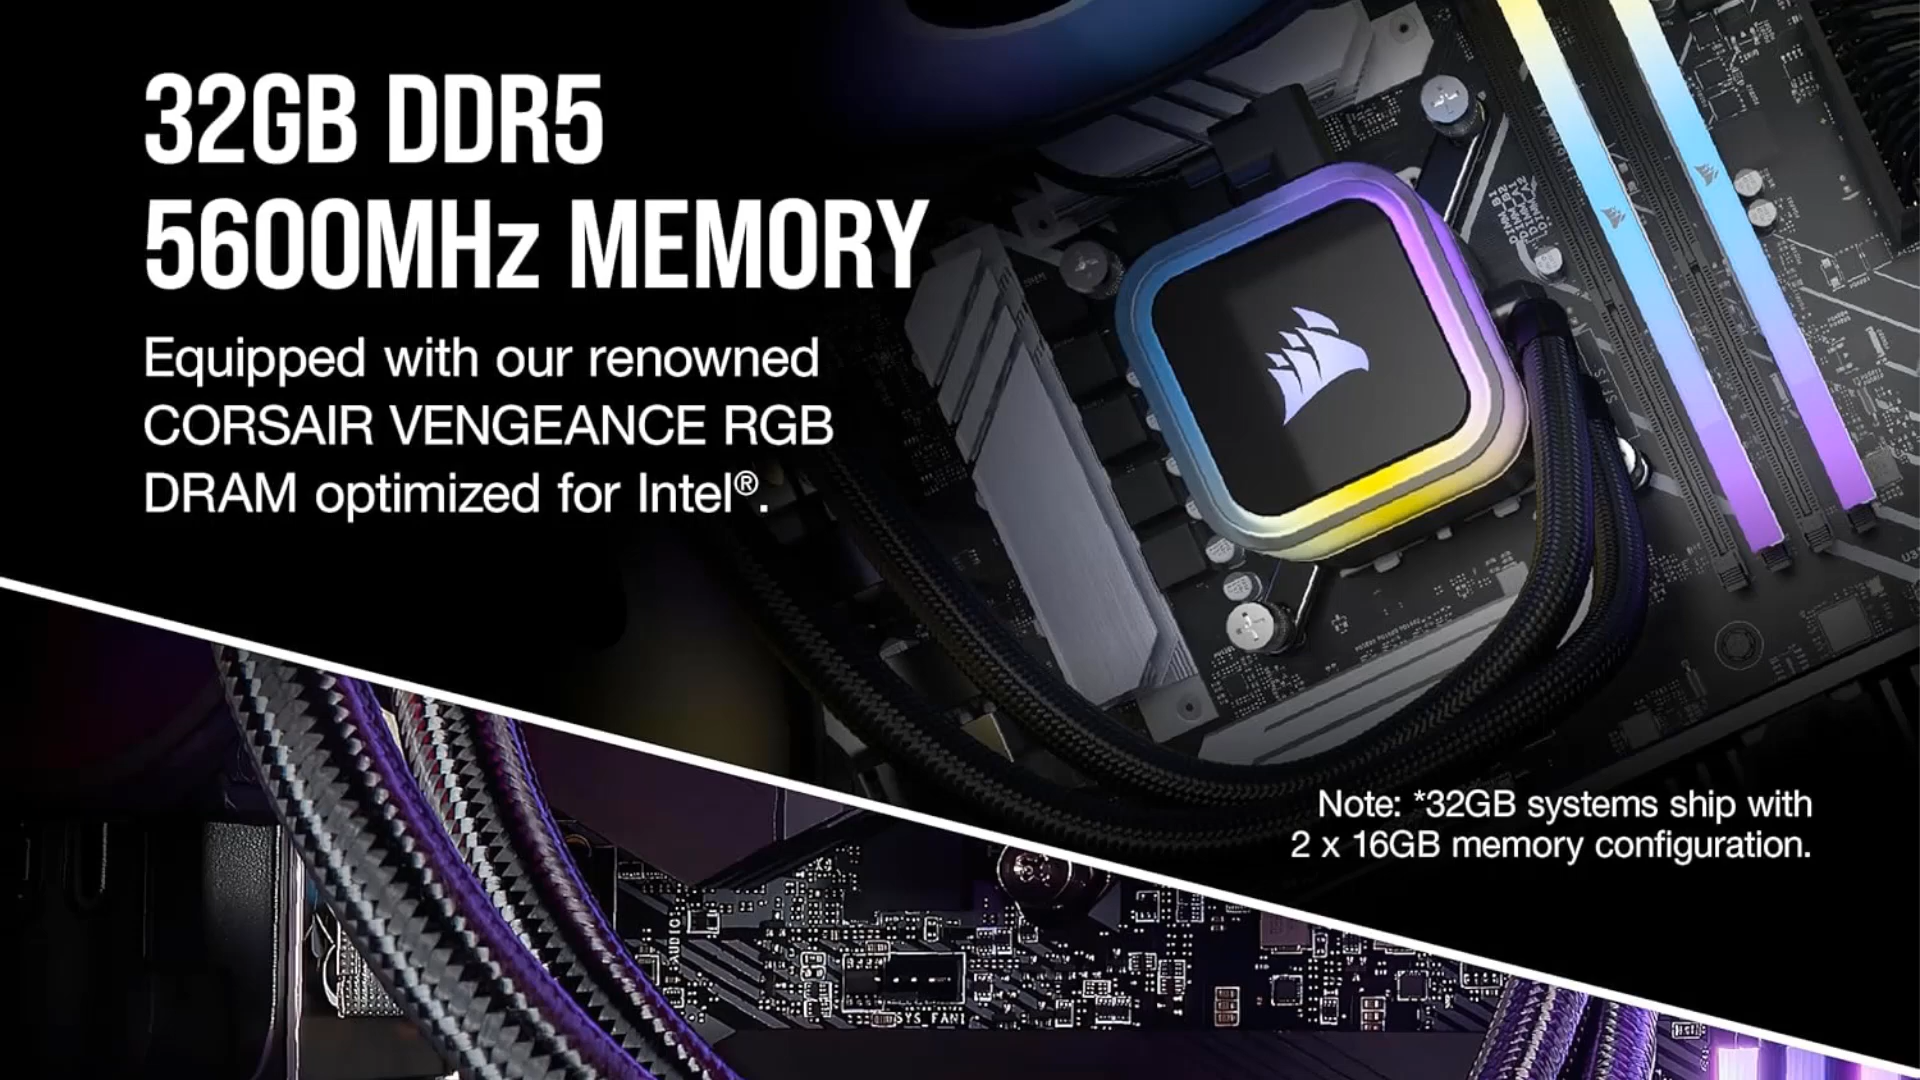 32GB DDR5
5600MHz MEMORY
Equipped with our renowned
CORSAIR VENGEANCE RGB
DRAM optimized for Intel®.
Note: *32GB systems ship with
2 x 16GB memory configuration.
AUDIO
SYS_FAN1